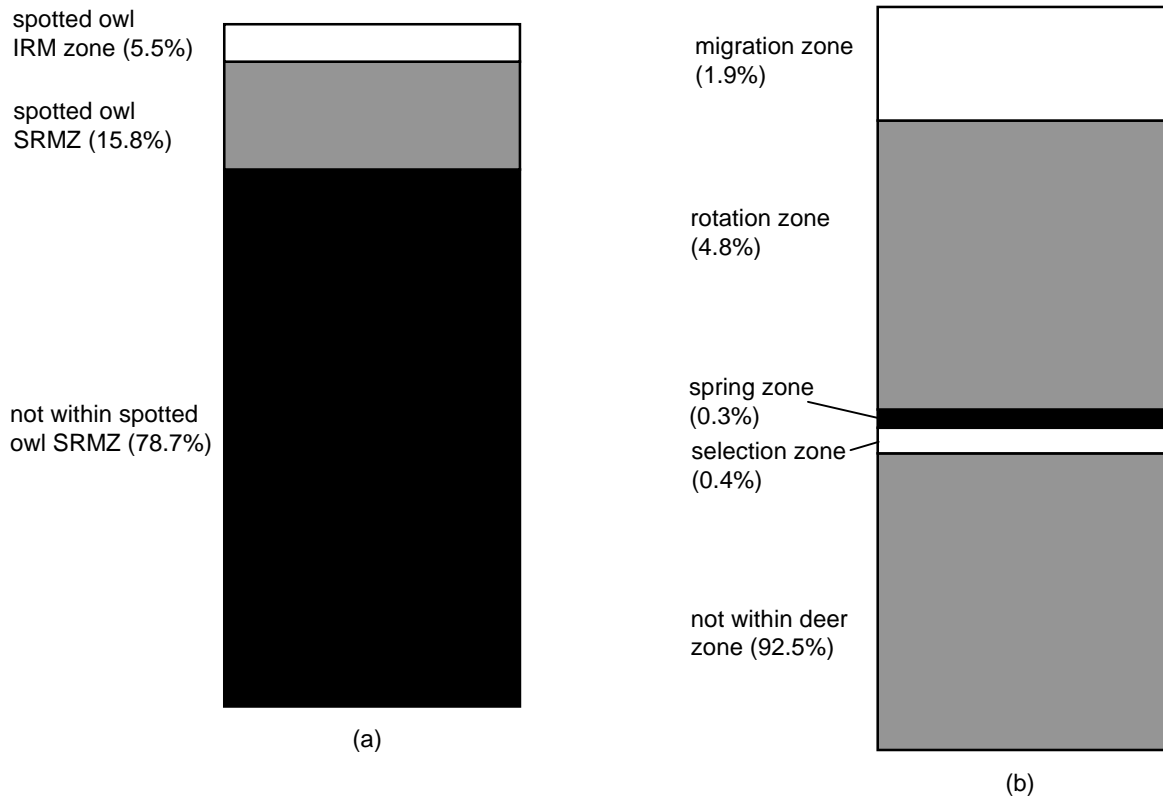 spotted owl
IRM zone (5.5%)
spotted owl
SRMZ (15.8%)
not within spotted
owl SRMZ (78.7%)
(a)
migration zone
(1.9%)
rotation zone
(4.8%)
spring zone
(0.3%)
selection zone
(0.4%)
not within deer
zone (92.5%)
(b)